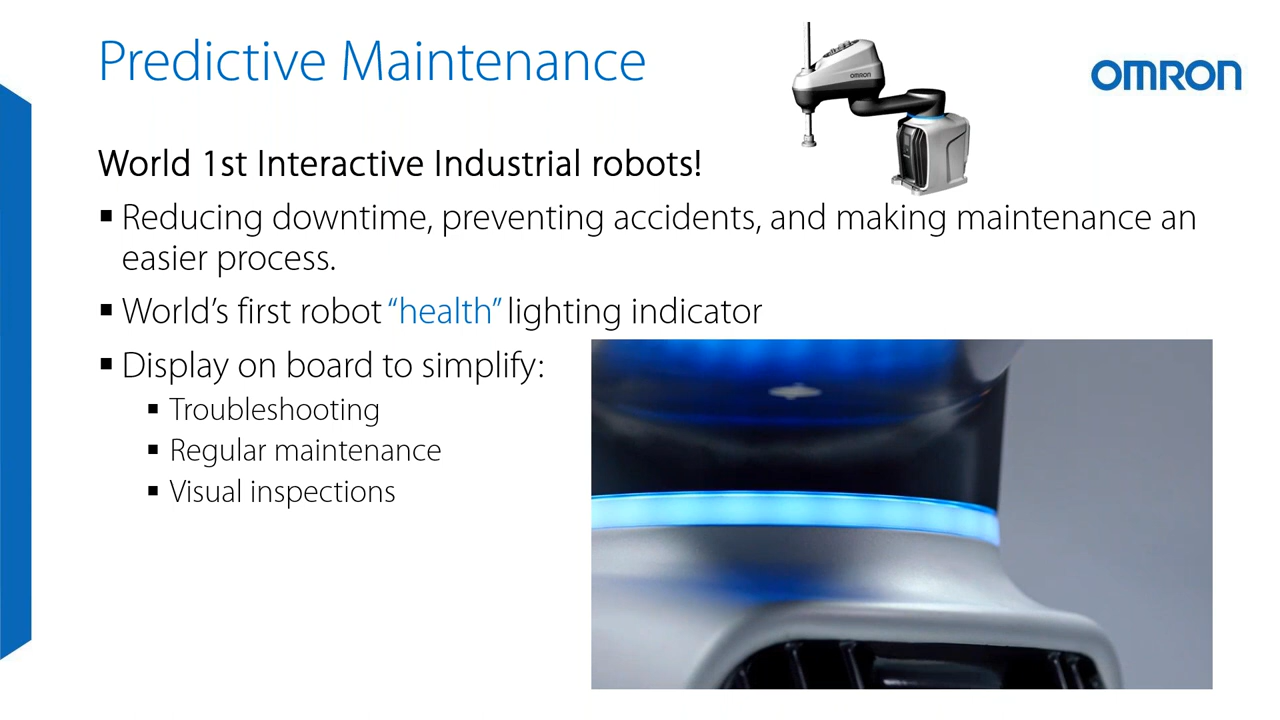 Predictive Maintenance
OMRON
OMRON
World 1st Interactive Industrial robots!
▪ Reducing downtime, preventing accidents, and making maintenance an
easier process.
▪ World’s first robot “health” lighting indicator
▪ Display on board to simplify:
▪ Troubleshooting
▪ Regular maintenance
▪ Visual inspections